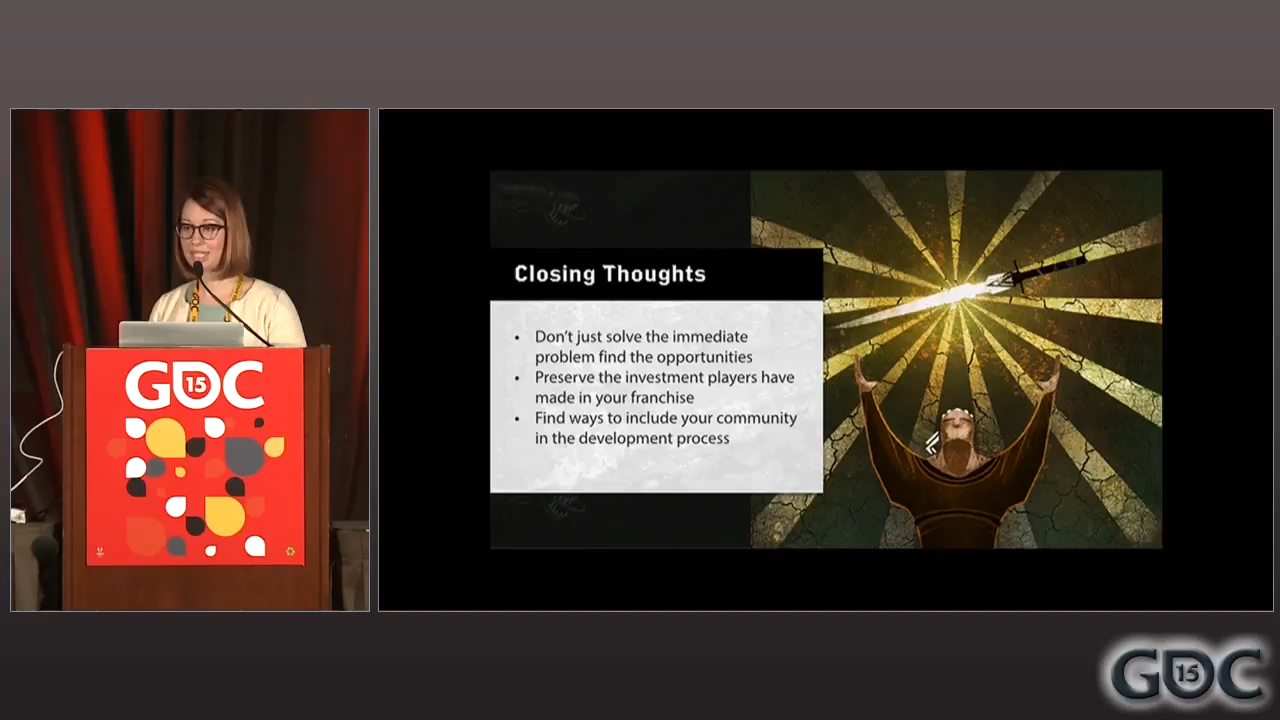 GDC
15
Closing Thoughts
• Don't just solve the immediate
problem find the opportunities
• Preserve the investment players have
made in your franchise
• Find ways to include your community
in the development process
GDC
15